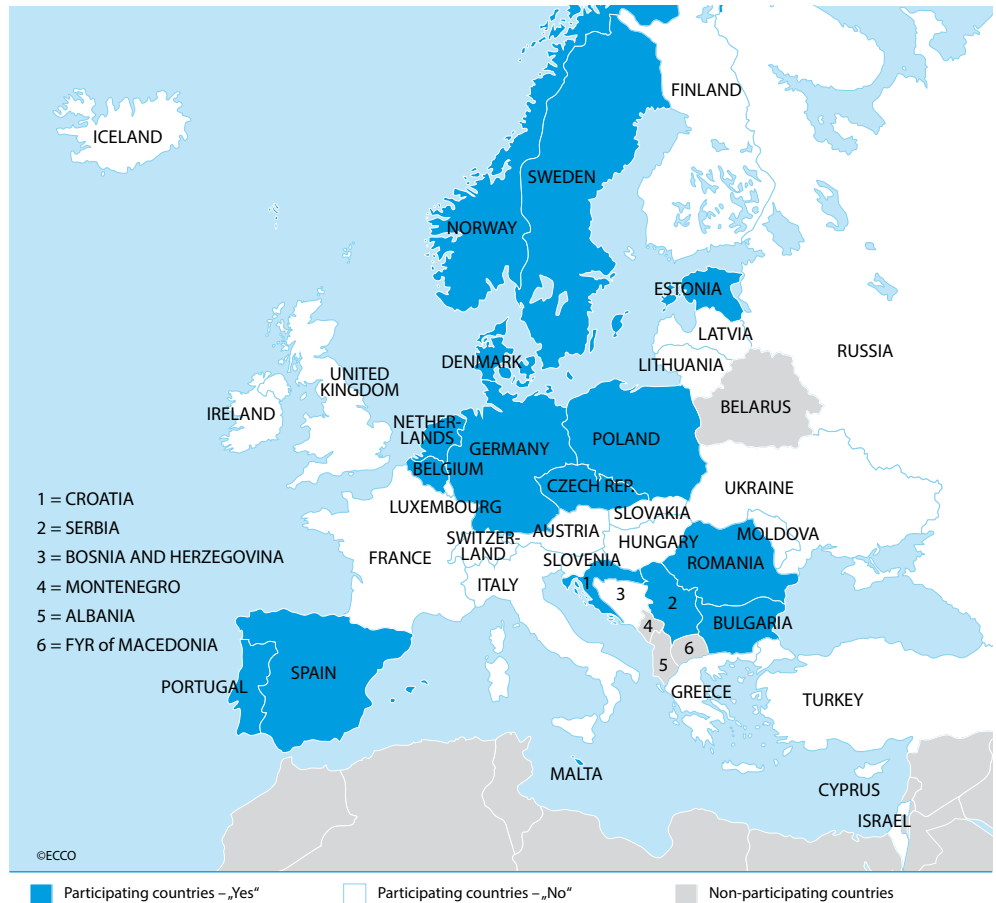 ICELAND
FINLAND
SWEDEN
NORWAY
ESTONIA
LATVIA
RUSSIA
DENMARK
LITHUANIA
UNITED
KINGDOM
BELARUS
IRELAND
NETHER-
LANDS
GERMANY
POLAND
BELGIUM
CZECH REP.
UKRAINE
1 = CROATIA
2 = SERBIA
3 = BOSNIA AND HERZEGOVINA
4 = MONTENEGRO
5 = ALBANIA
6 = FYR of MACEDONIA
LUXEMBOURG
SLOVAKIA
AUSTRIA
MOLDOVA
SWITZER-
LAND
HUNGARY
FRANCE
SLOVENIA
ROMANIA
ITALY
1
3
2
BULGARIA
4
6
5
SPAIN
PORTUGAL
GREECE
TURKEY
MALTA
CYPRUS
ISRAEL
©ECCO
Participating countries – „Yes“
Participating countries – „No“
Non-participating countries